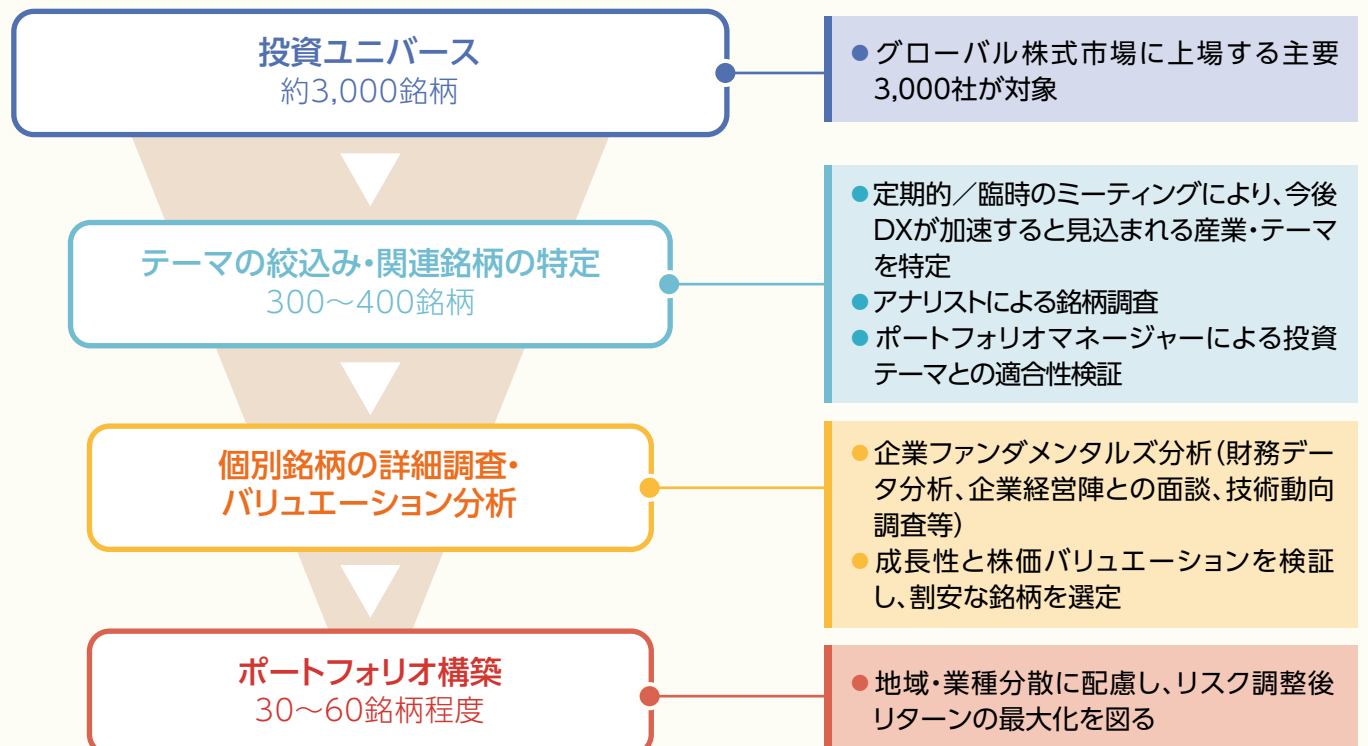 投資ユニバース
約3,000銘柄
●グローバル株式市場に上場する主要
3,000社が対象
テーマの絞込み・関連銘柄の特定
300〜400銘柄
●定期的／臨時のミーティングにより、今後
DXが加速すると見込まれる産業・テーマ
を特定
●アナリストによる銘柄調査
●ポートフォリオマネージャーによる投資
テーマとの適合性検証
個別銘柄の詳細調査・
バリュエーション分析
●企業ファンダメンタルズ分析(財務デー
タ分析、企業経営陣との面談、技術動向
調査等)
●成長性と株価バリュエーションを検証
し、割安な銘柄を選定
ポートフォリオ構築
30〜60銘柄程度
●地域・業種分散に配慮し、リスク調整後
リターンの最大化を図る